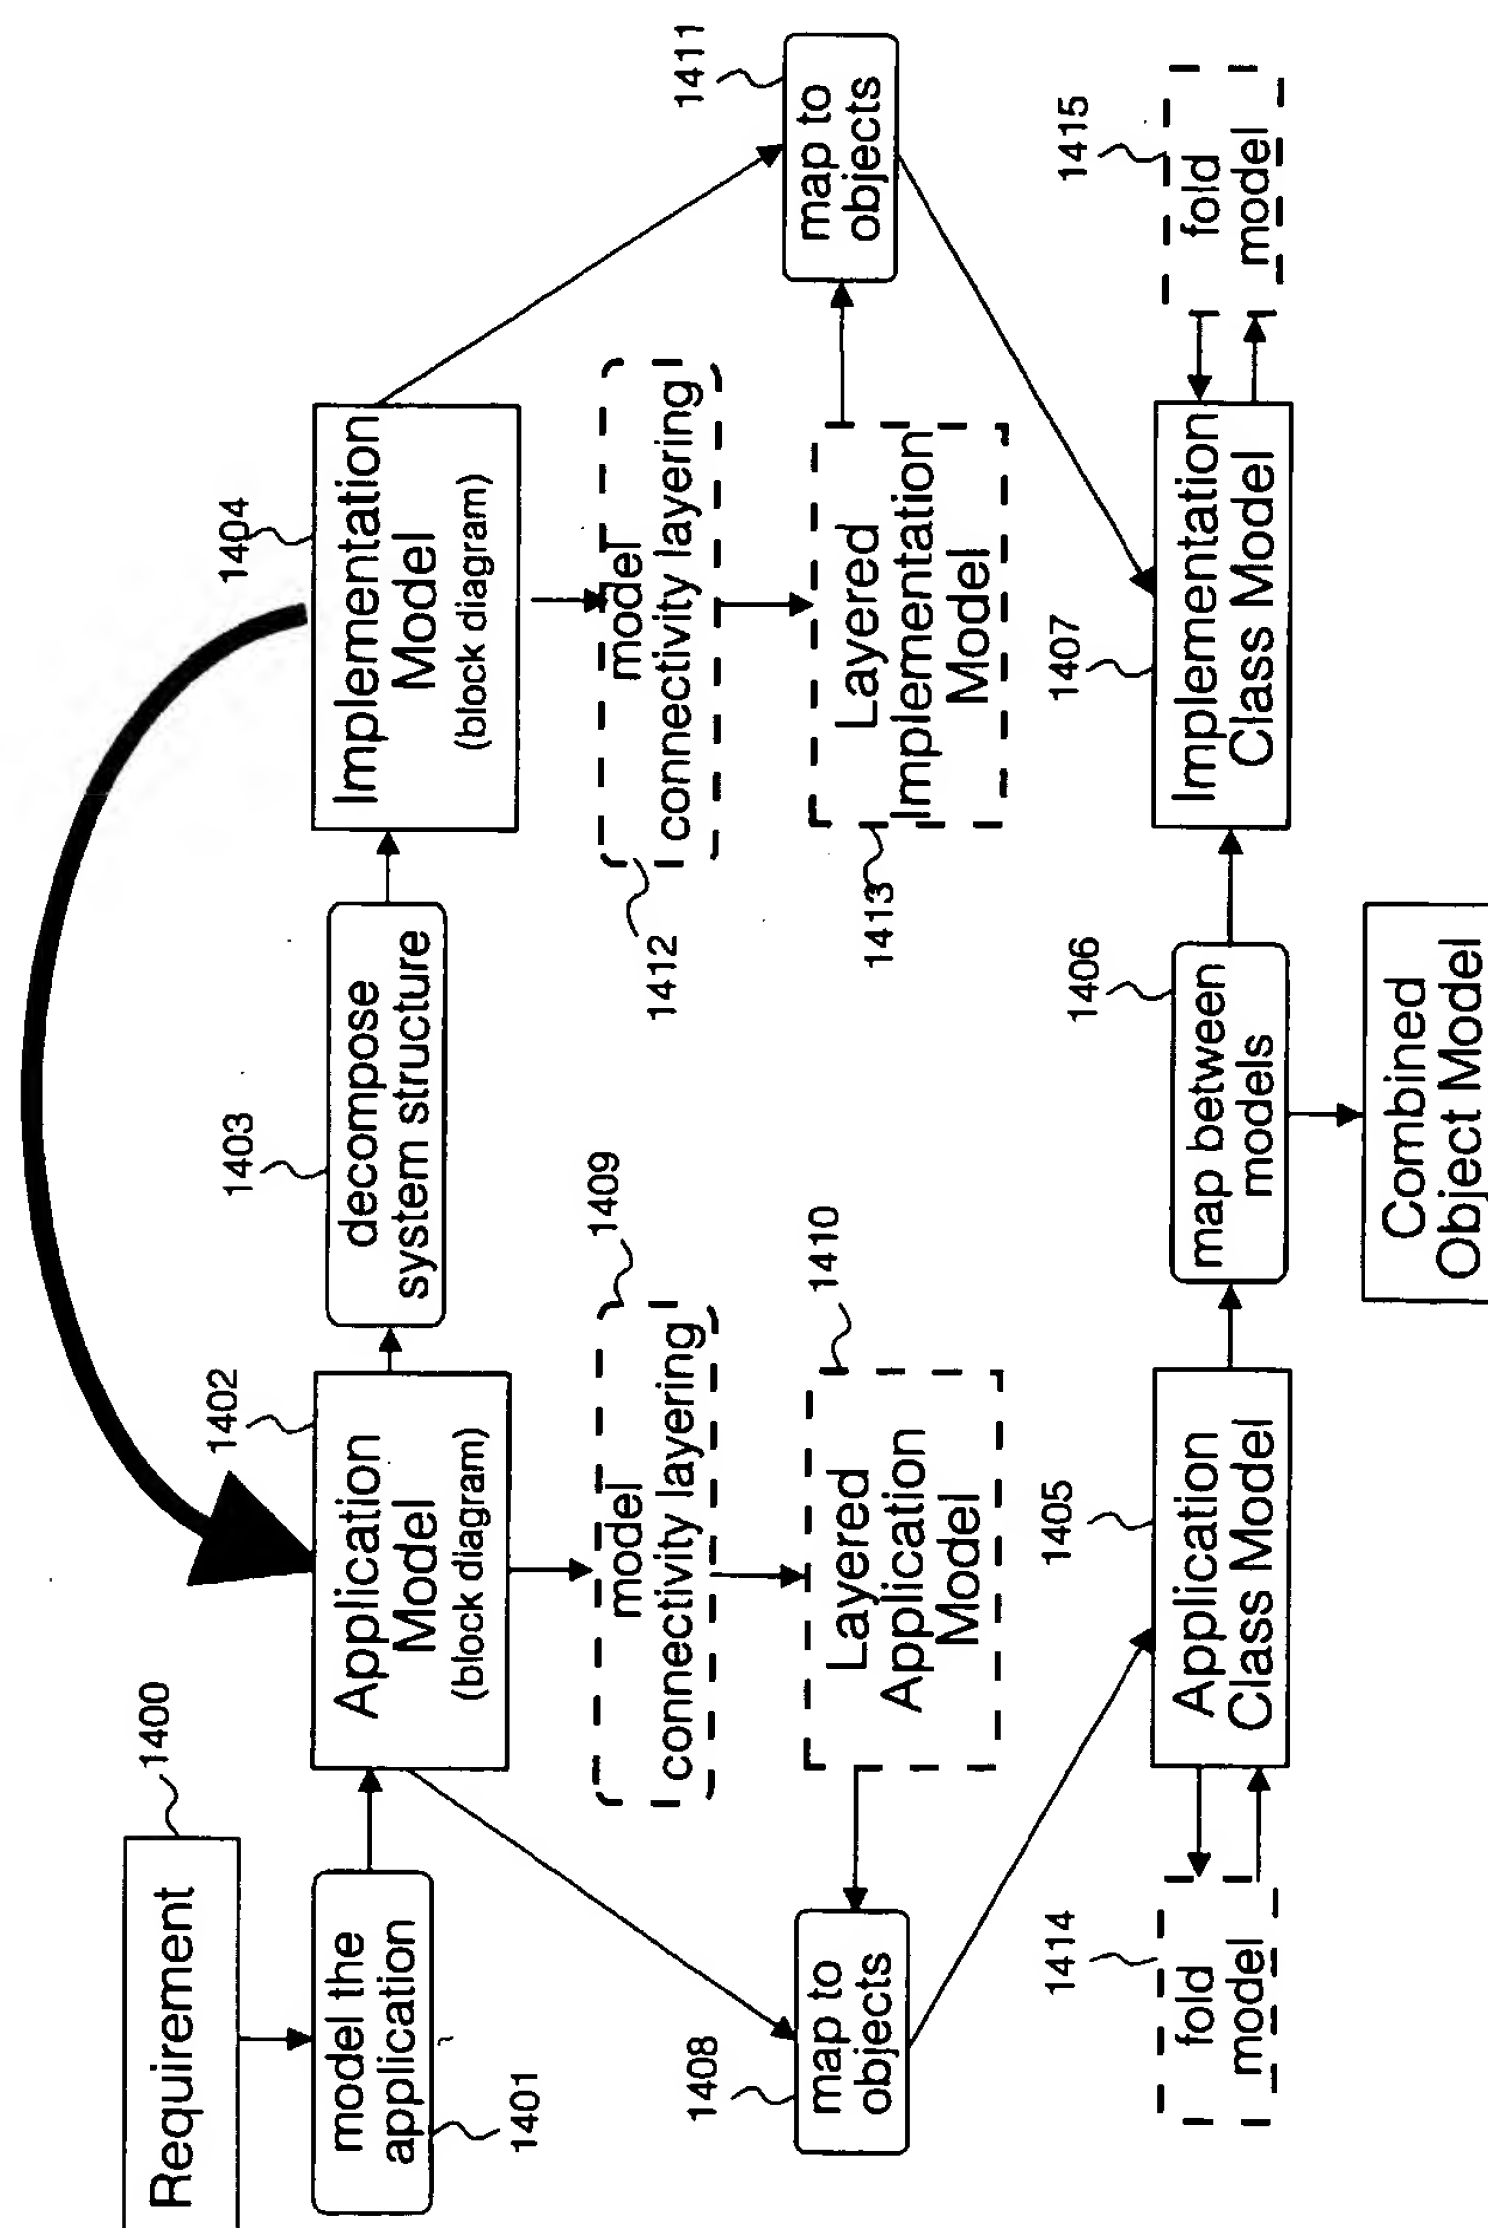 Requirement
1400
model the
application
1401
Application
Model
(block diagram)
1402
decompose
system structure
1403
Implementation
Model
(block diagram)
1404
model
connectivity layering
1409
model
connectivity layering
1412
map to
objects
1408
Layered
Application
Model
1410
Layered
Implementation
Model
1413
map to
objects
1411
fold
model
1414
Application
Class Model
1405
map between
models
1406
Implementation
Class Model
1407
fold
model
1415
Combined
Object Model